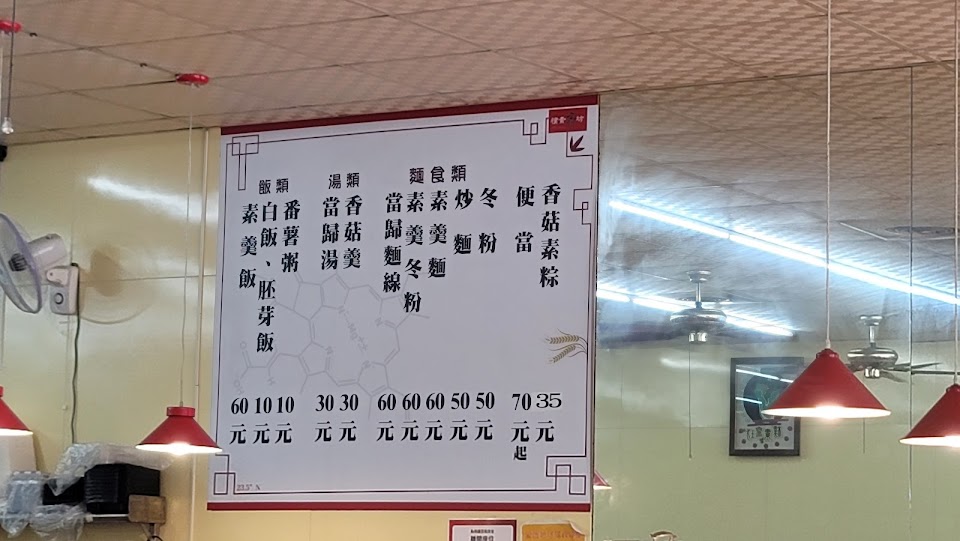 香菇素粽 35元
便當 70元起
麵食類
冬粉 50元
炒麵 50元
素羹麵 60元
素羹冬粉 60元
當歸麵線 60元
湯類
香菇羹 30元
當歸湯 30元
飯類
番薯粥 10元
白飯、胚芽飯 10元
素羹飯 60元
23.5° N